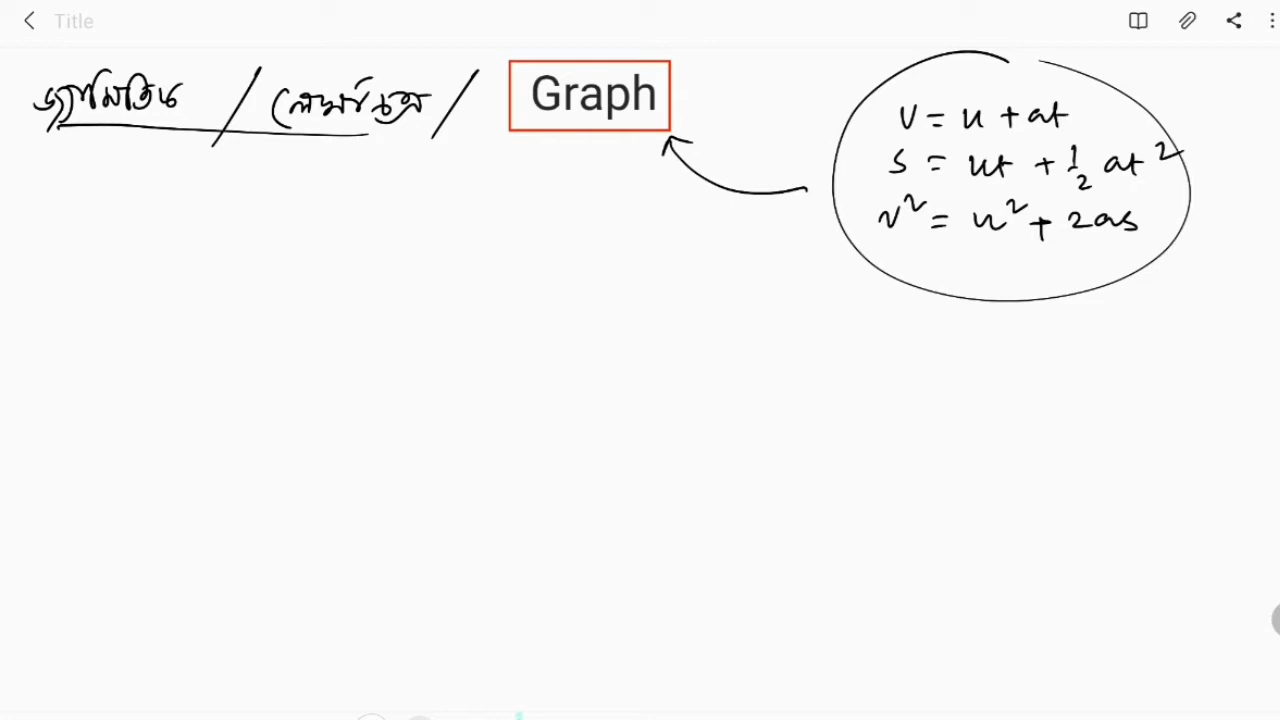 Title
জ্যামিতিক / লেখচিত্র / Graph
v = u + at
s = ut + 1/2 at²
v² = u² + 2as